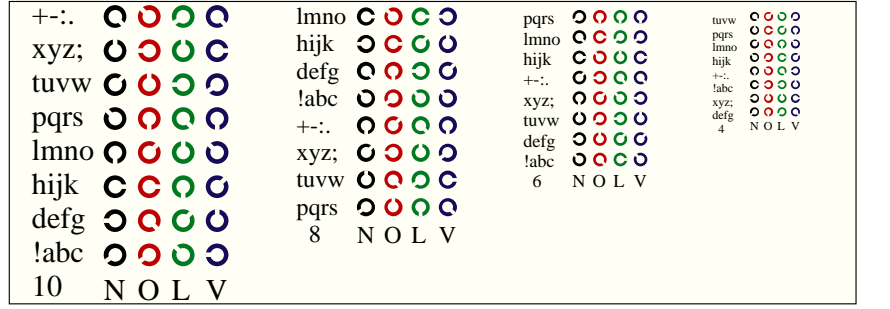 +-:.
xyz;
tuvw
pqrs
lmno
hijk
defg
!abc
10 N O L V
lmno
hijk
defg
!abc
+-:.
xyz;
tuvw
pqrs
8 N O L V
pqrs
lmno
hijk
+-:.
xyz;
tuvw
defg
!abc
6 N O L V
tuvw
pqrs
lmno
hijk
+-:.
!abc
xyz;
defg
4 N O L V